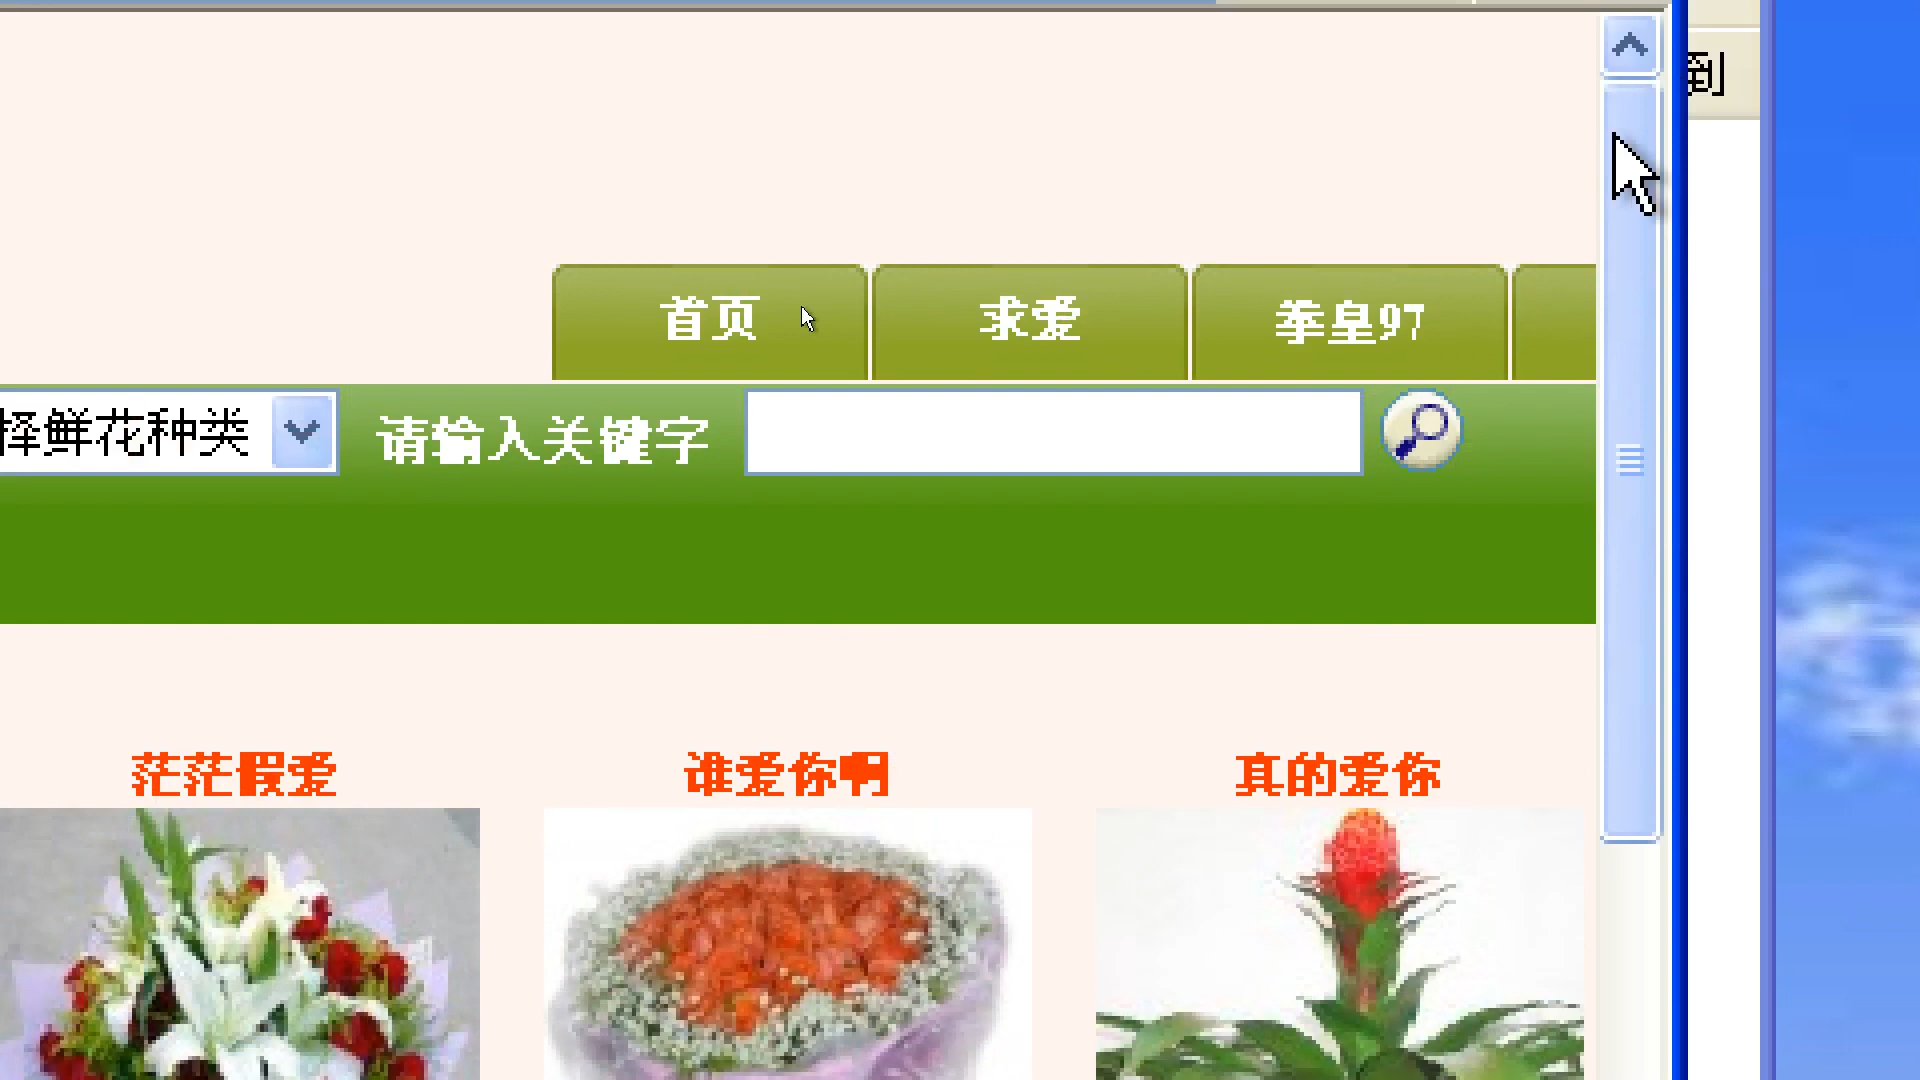 到
首页 求爱 拳皇97
择鲜花种类 请输入关键字
茫茫假爱 谁爱你啊 真的爱你